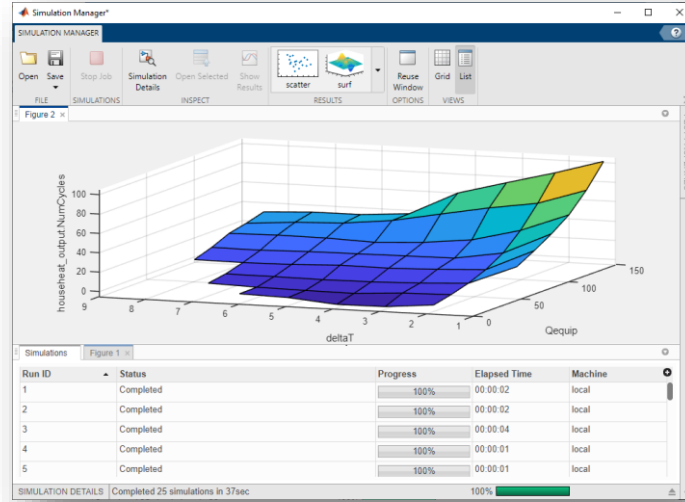 Simulation Manager*
SIMULATION MANAGER
?
Open
Save
Stop Job
Simulation
Details
Open Selected
Show
Results
scatter
surf
Reuse
Window
Grid
List
FILE
SIMULATIONS
INSPECT
RESULTS
OPTIONS
VIEWS
Figure 2 ×
househeat_output.NumCycles
100
80
60
40
20
0
9
8
7
6
5
4
3
2
1
deltaT
0
50
100
150
Qequip
Simulations Figure 1 ×
Run ID Status Progress Elapsed Time Machine
1 Completed 100% 00:00:02 local
2 Completed 100% 00:00:02 local
3 Completed 100% 00:00:04 local
4 Completed 100% 00:00:01 local
5 Completed 100% 00:00:01 local
SIMULATION DETAILS Completed 25 simulations in 37sec 100%